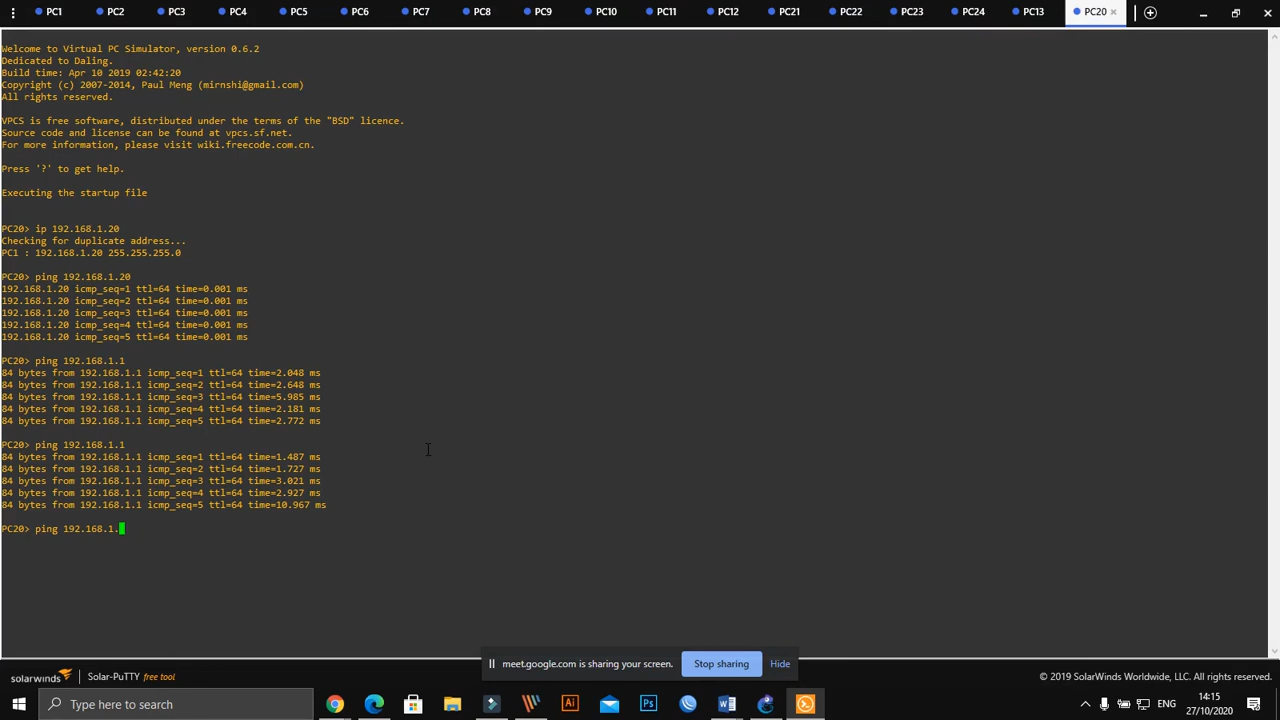 PC1 PC2 PC3 PC4 PC5 PC6 PC7 PC8 PC9 PC10 PC11 PC12 PC21 PC22 PC23 PC24 PC13 PC20
Welcome to Virtual PC Simulator, version 0.6.2
Dedicated to Daling.
Build time: Apr 10 2019 02:42:20
Copyright (c) 2007-2014, Paul Meng (mirnshi@gmail.com)
All rights reserved.
VPCS is free software, distributed under the terms of the "BSD" licence.
Source code and license can be found at vpcs.sf.net.
For more information, please visit wiki.freecode.com.cn.
Press '?' to get help.
Executing the startup file
PC20> ip 192.168.1.20
Checking for duplicate address...
PC1 : 192.168.1.20 255.255.255.0
PC20> ping 192.168.1.20
192.168.1.20 icmp_seq=1 ttl=64 time=0.001 ms
192.168.1.20 icmp_seq=2 ttl=64 time=0.001 ms
192.168.1.20 icmp_seq=3 ttl=64 time=0.001 ms
192.168.1.20 icmp_seq=4 ttl=64 time=0.001 ms
192.168.1.20 icmp_seq=5 ttl=64 time=0.001 ms
PC20> ping 192.168.1.1
84 bytes from 192.168.1.1 icmp_seq=1 ttl=64 time=2.048 ms
84 bytes from 192.168.1.1 icmp_seq=2 ttl=64 time=2.648 ms
84 bytes from 192.168.1.1 icmp_seq=3 ttl=64 time=5.985 ms
84 bytes from 192.168.1.1 icmp_seq=4 ttl=64 time=2.181 ms
84 bytes from 192.168.1.1 icmp_seq=5 ttl=64 time=2.772 ms
PC20> ping 192.168.1.1
84 bytes from 192.168.1.1 icmp_seq=1 ttl=64 time=1.487 ms
84 bytes from 192.168.1.1 icmp_seq=2 ttl=64 time=1.727 ms
84 bytes from 192.168.1.1 icmp_seq=3 ttl=64 time=3.021 ms
84 bytes from 192.168.1.1 icmp_seq=4 ttl=64 time=2.927 ms
84 bytes from 192.168.1.1 icmp_seq=5 ttl=64 time=10.967 ms
PC20> ping 192.168.1.
meet.google.com is sharing your screen. Stop sharing Hide
solarwinds Solar-PuTTY free tool © 2019 SolarWinds Worldwide, LLC. All rights reserved.
Type here to search Ai Ps W ENG 14:15
27/10/2020